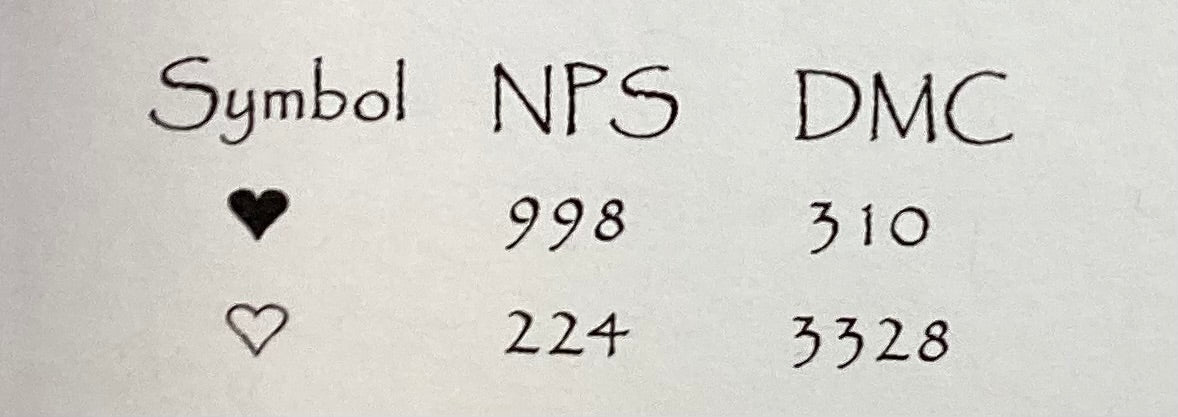 Symbol NPS DMC
♥ 998 310
♡ 224 3328